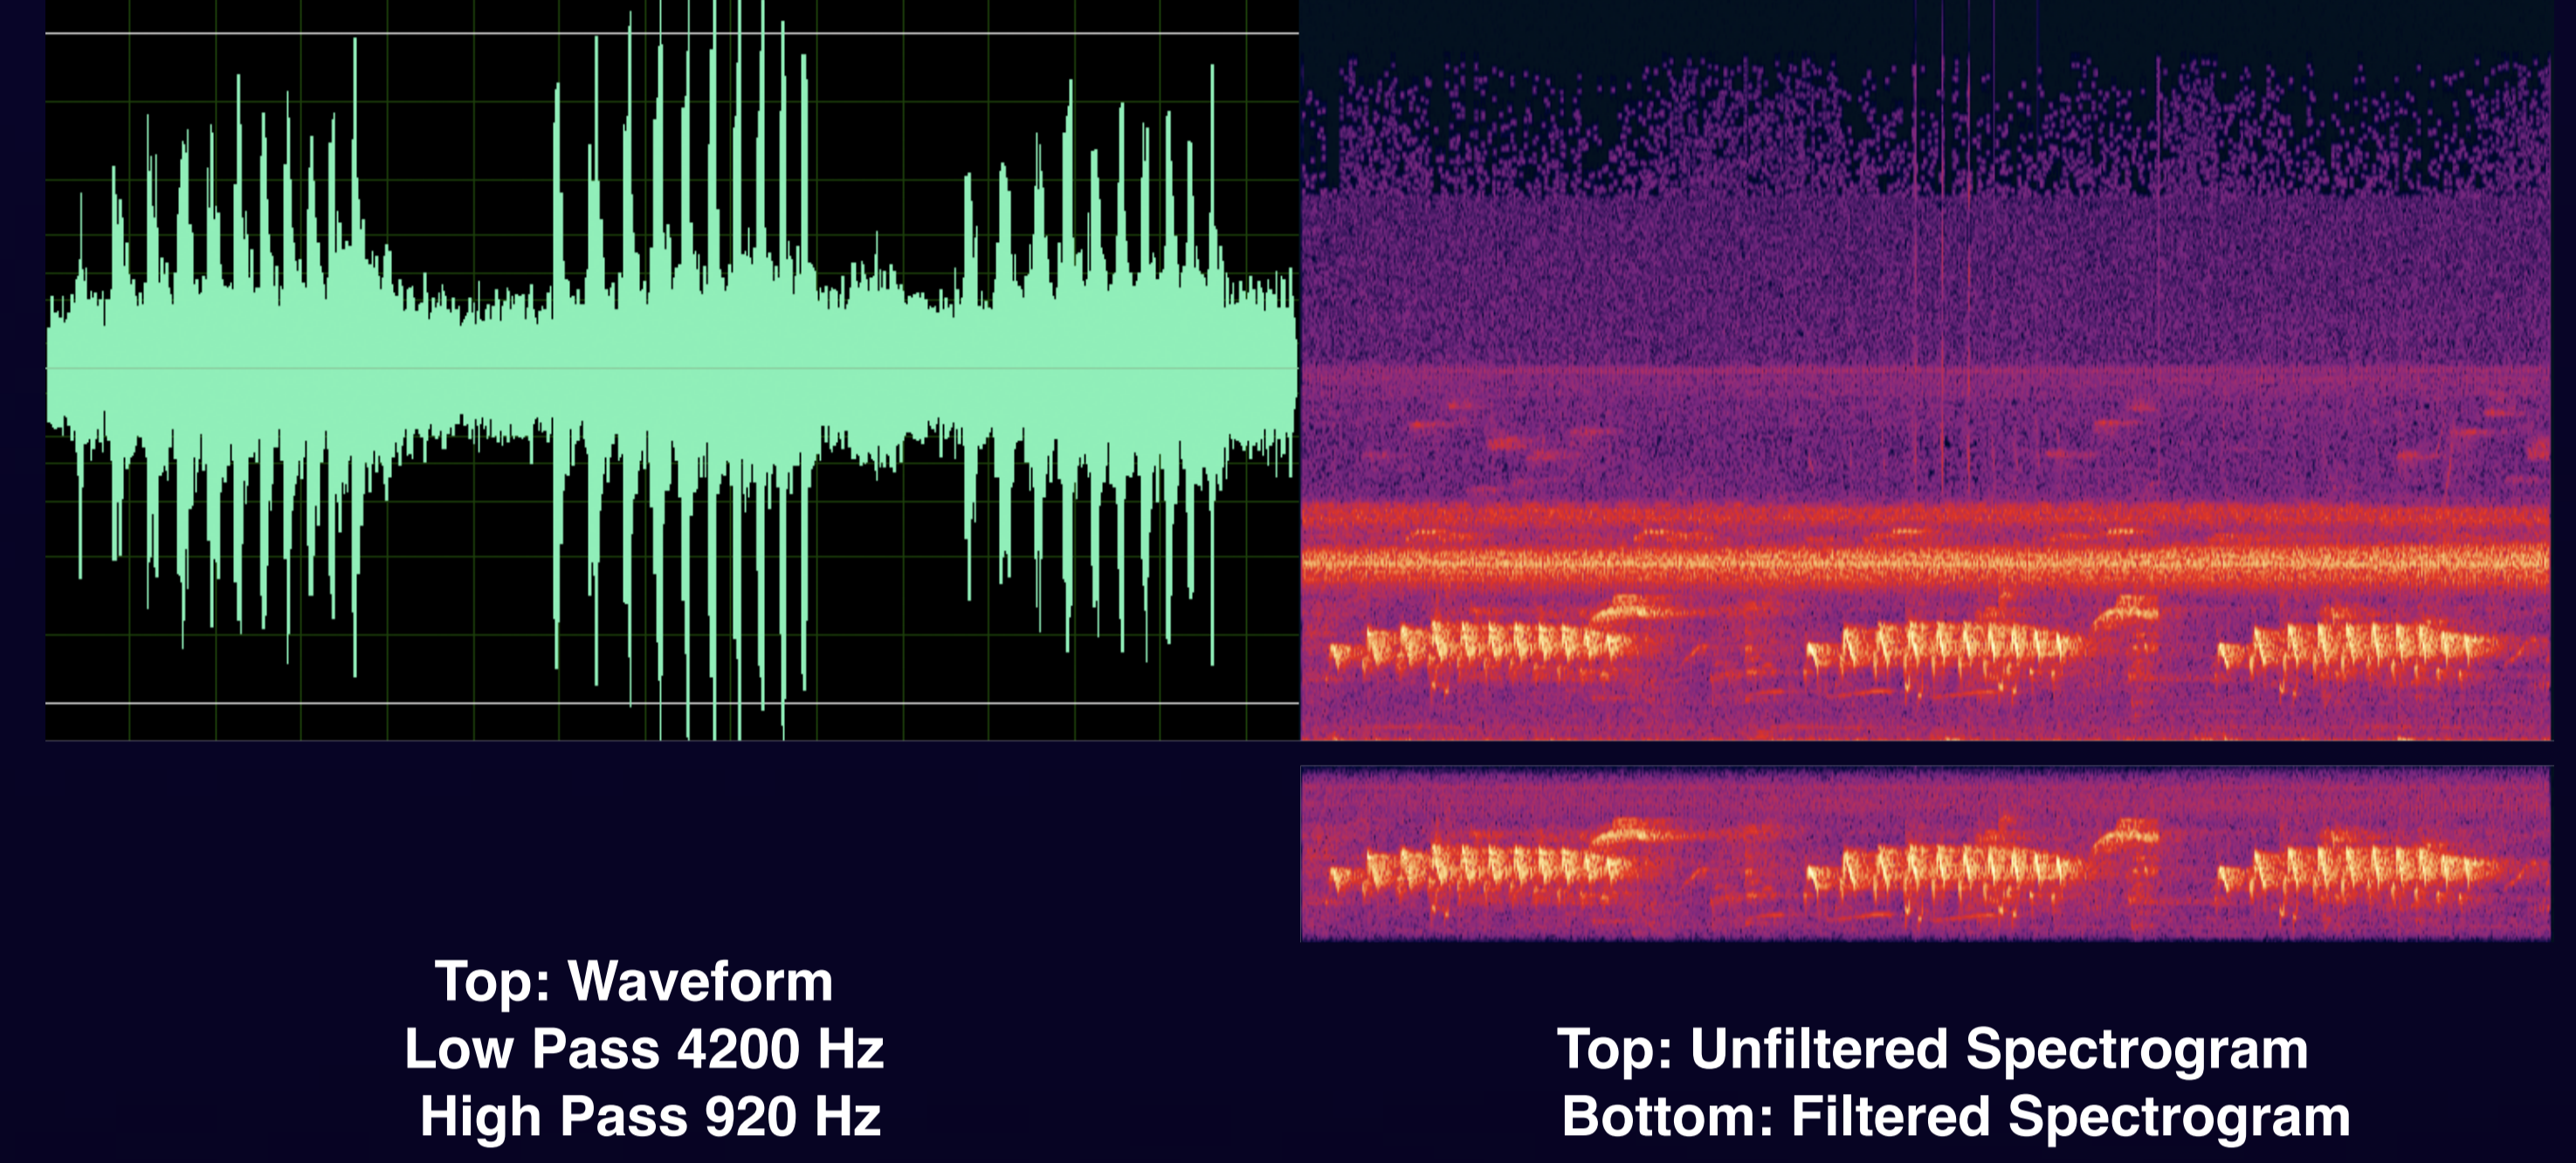 Top: Waveform
Low Pass 4200 Hz
High Pass 920 Hz
Top: Unfiltered Spectrogram
Bottom: Filtered Spectrogram